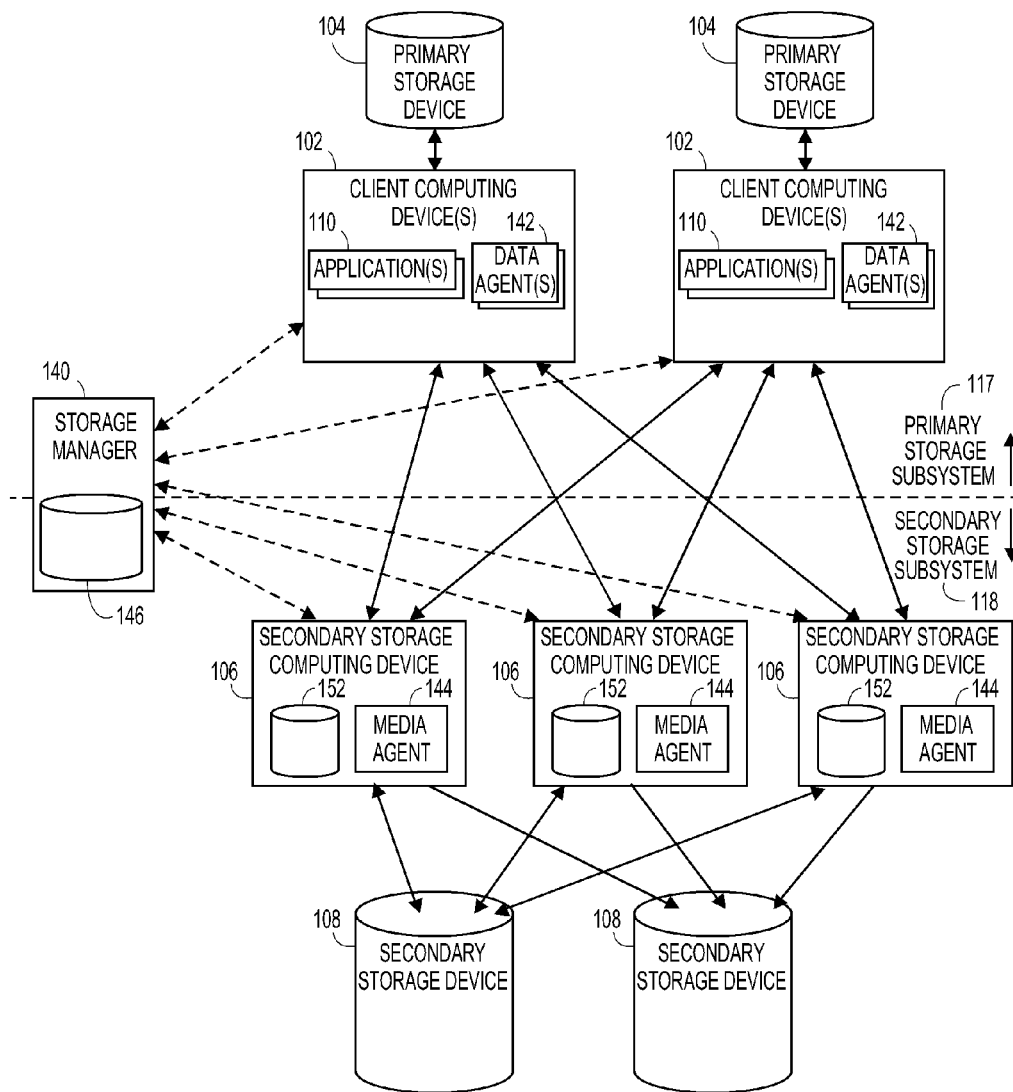 104
PRIMARY
STORAGE
DEVICE
104
PRIMARY
STORAGE
DEVICE
102
CLIENT COMPUTING
DEVICE(S)
110
142
APPLICATION(S)
DATA
AGENT(S)
102
CLIENT COMPUTING
DEVICE(S)
110
142
APPLICATION(S)
DATA
AGENT(S)
140
STORAGE
MANAGER
146
117
PRIMARY
STORAGE
SUBSYSTEM
SECONDARY
STORAGE
SUBSYSTEM
118
SECONDARY STORAGE
COMPUTING DEVICE
106
152
144
MEDIA
AGENT
SECONDARY STORAGE
COMPUTING DEVICE
106
152
144
MEDIA
AGENT
SECONDARY STORAGE
COMPUTING DEVICE
106
152
144
MEDIA
AGENT
108
SECONDARY
STORAGE DEVICE
108
SECONDARY
STORAGE DEVICE